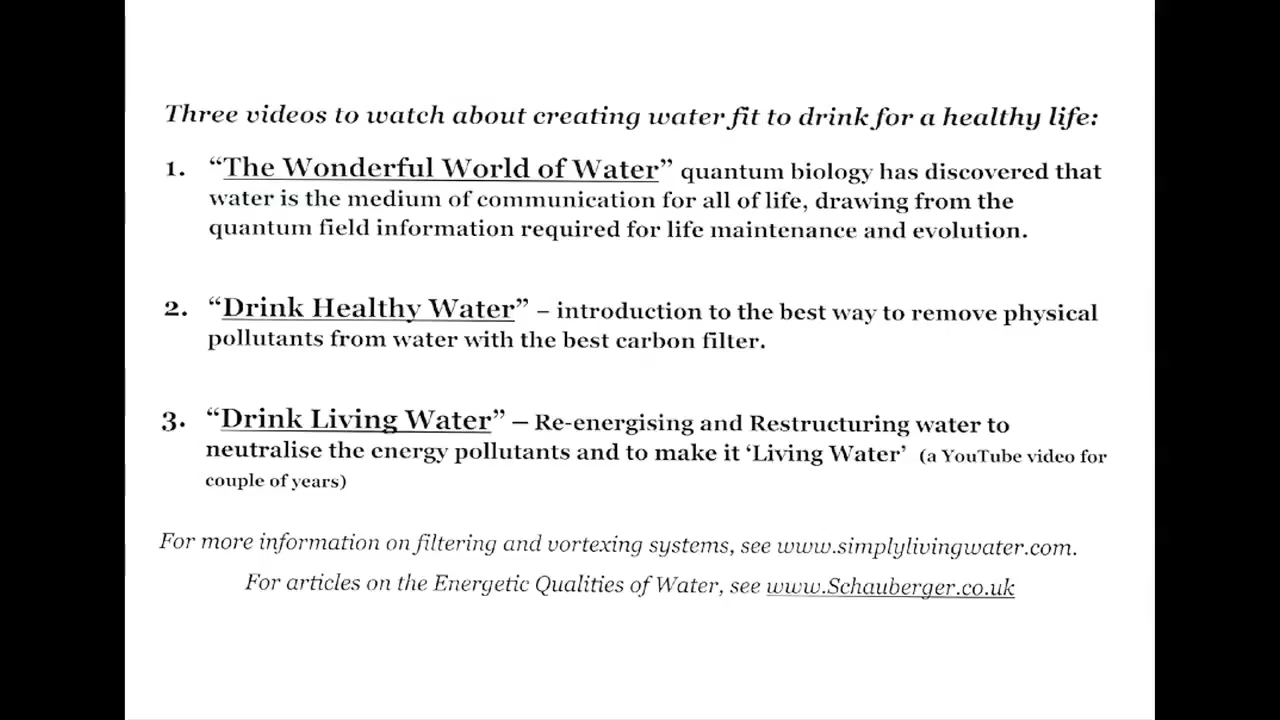 Three videos to watch about creating water fit to drink for a healthy life:
1. “The Wonderful World of Water” quantum biology has discovered that
water is the medium of communication for all of life, drawing from the
quantum field information required for life maintenance and evolution.
2. “Drink Healthy Water” – introduction to the best way to remove physical
pollutants from water with the best carbon filter.
3. “Drink Living Water” – Re-energising and Restructuring water to
neutralise the energy pollutants and to make it ‘Living Water’ (a YouTube video for
couple of years)
For more information on filtering and vortexing systems, see www.simplylivingwater.com.
For articles on the Energetic Qualities of Water, see www.Schauberger.co.uk